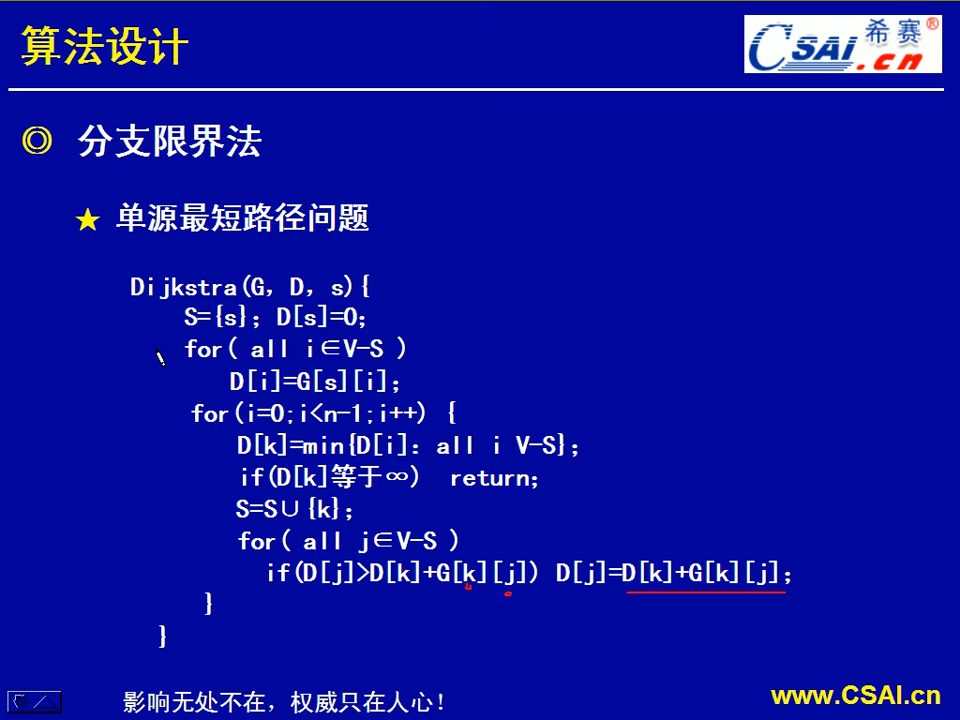 算法设计
CSAI.cn 希赛®
◎ 分支限界法
★ 单源最短路径问题
Dijkstra(G, D, s){
S={s}; D[s]=0;
for( all i∈V-S )
D[i]=G[s][i];
for(i=0;i<n-1;i++) {
D[k]=min{D[i]: all i V-S};
if(D[k]等于∞) return;
S=S∪{k};
for( all j∈V-S )
if(D[j]>D[k]+G[k][j]) D[j]=D[k]+G[k][j];
}
}
影响无处不在，权威只在人心！
www.CSAI.cn